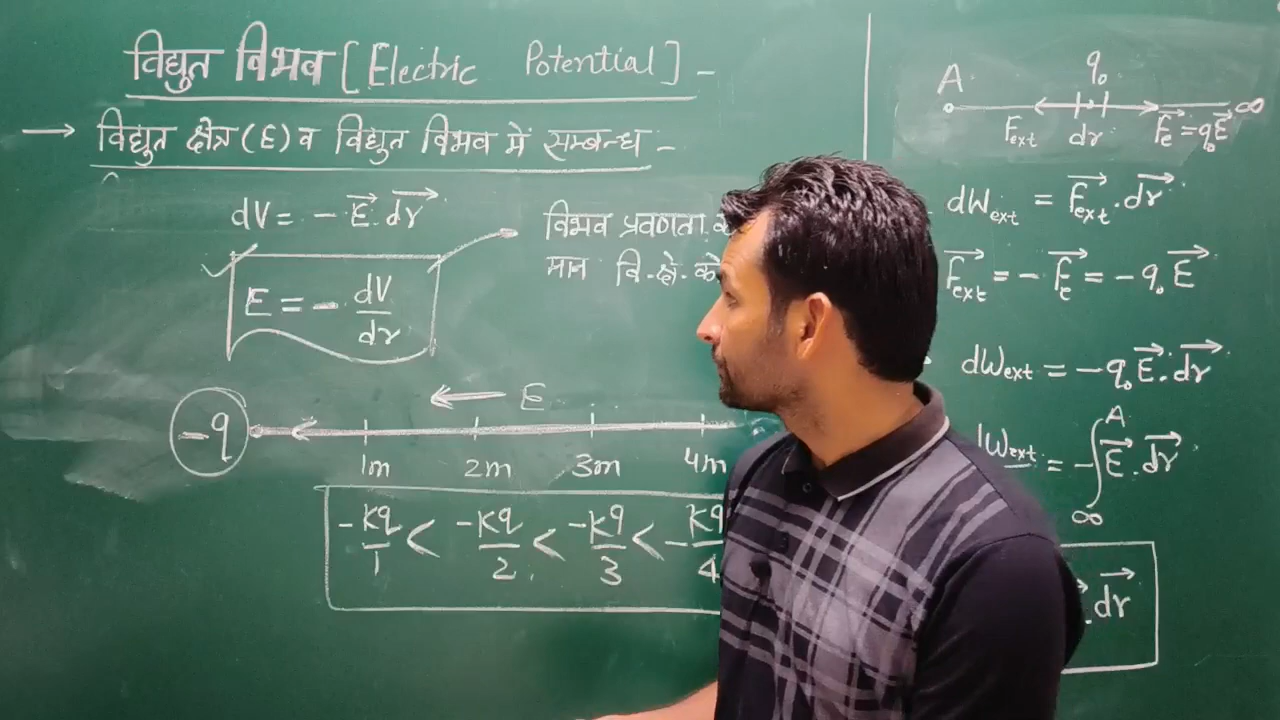 विद्युत विभव [Electric Potential] -
→ विद्युत क्षेत्र (E) व विद्युत विभव में सम्बन्ध -
dV = - E⃗.dr⃗
E = - dV/dr
विभव प्रवणता
मान वि.क्षे. को
← E
-q
1m 2m 3m 4m
-Kq/1 < -Kq/2 < -Kq/3 < -Kq/4
A q₀ ∞
F_ext dr F⃗_e = q₀E⃗
dW_ext = F⃗_ext.dr⃗
F⃗_ext = - F⃗_e = - q₀E⃗
dW_ext = - q₀E⃗.dr⃗
W_ext = -∫_∞^A E⃗.dr⃗
.dr⃗